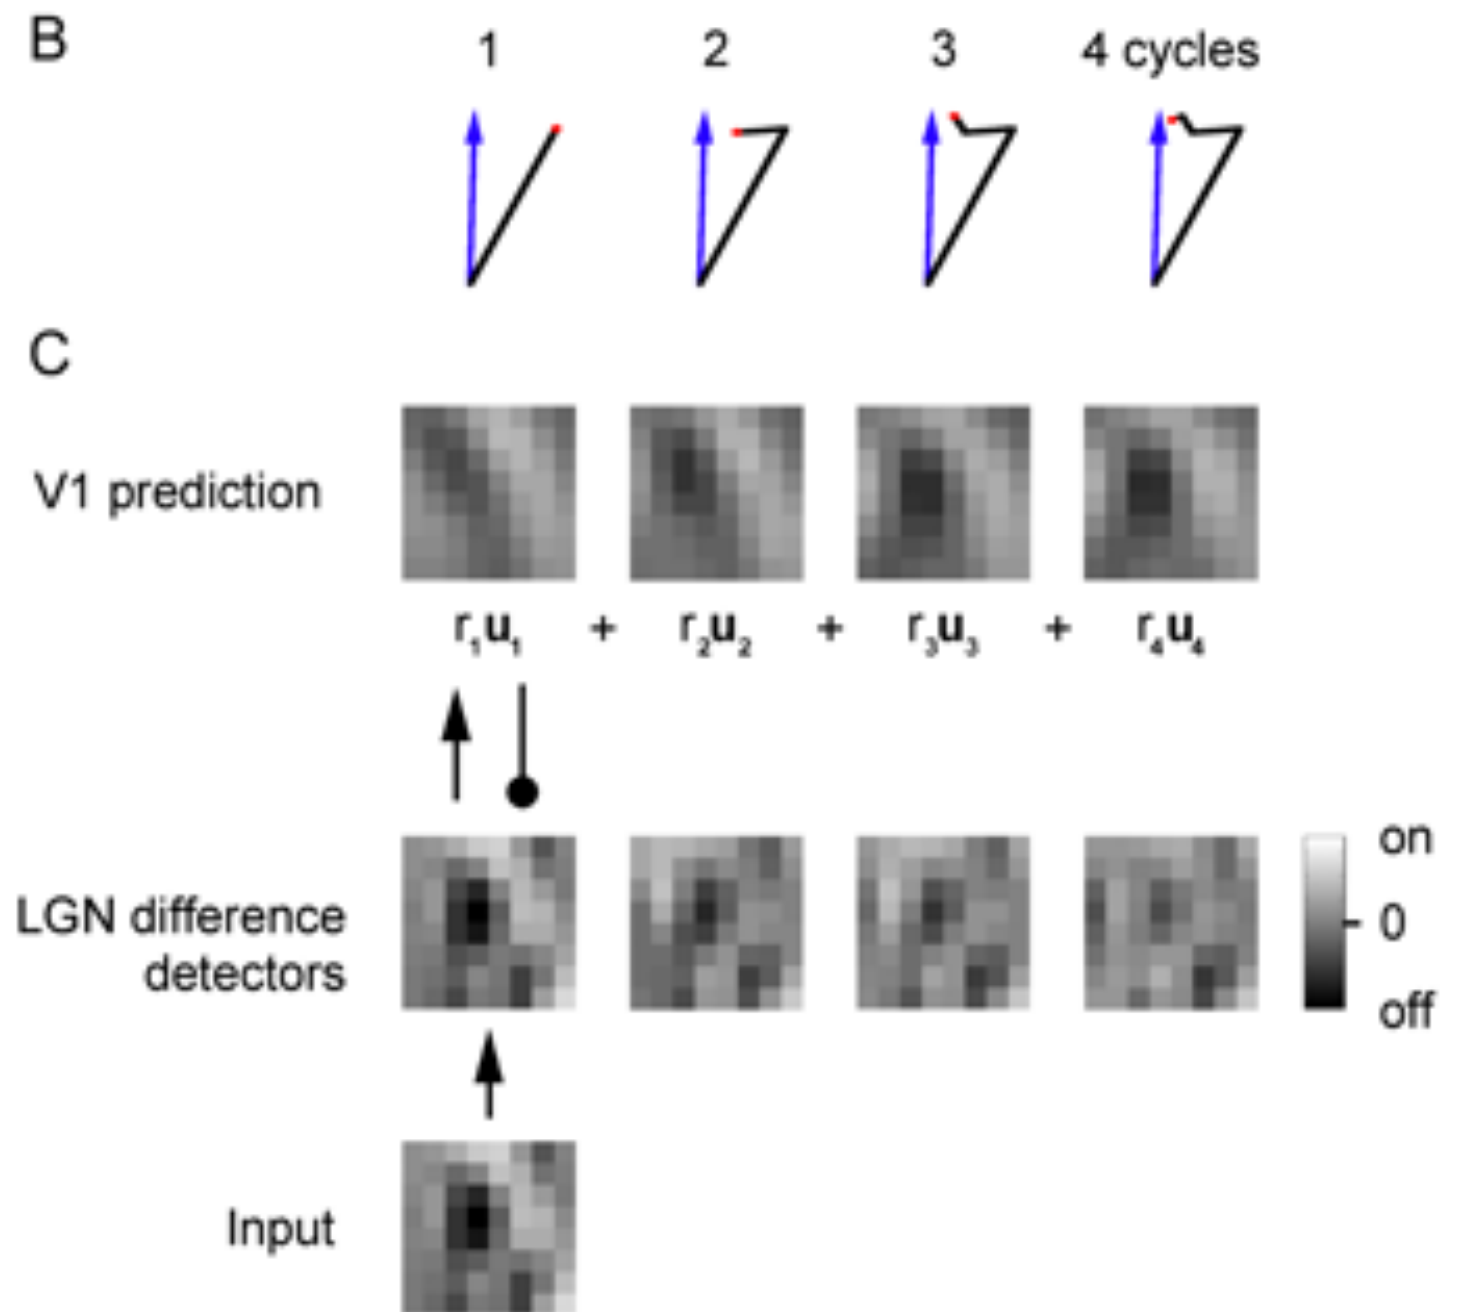 B
1 2 3 4 cycles
C
V1 prediction
r₁u₁ + r₂u₂ + r₃u₃ + r₄u₄
LGN difference
detectors
on
0
off
Input